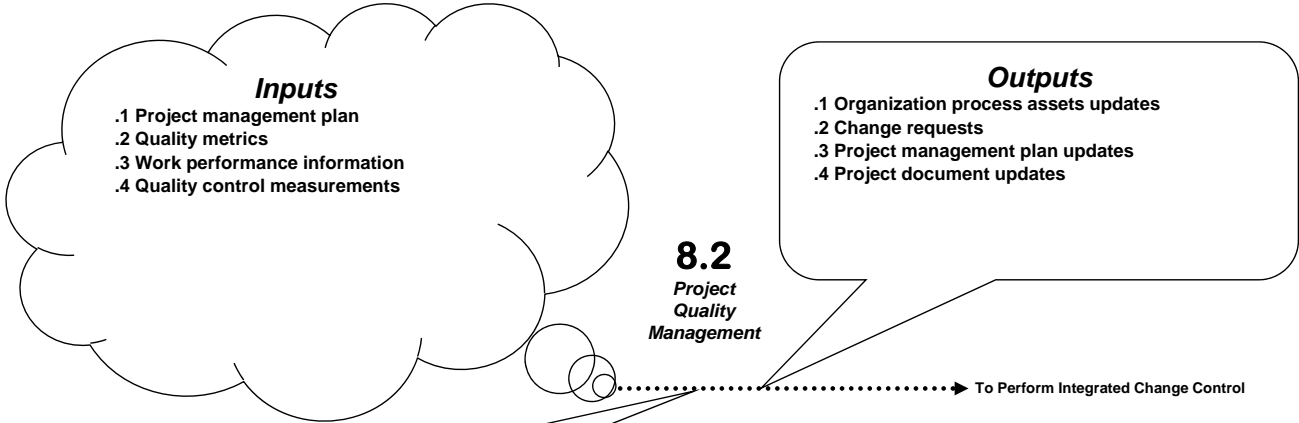 Inputs
.1 Project management plan
.2 Quality metrics
.3 Work performance information
.4 Quality control measurements
Outputs
.1 Organization process assets updates
.2 Change requests
.3 Project management plan updates
.4 Project document updates
8.2
Project
Quality
Management
To Perform Integrated Change Control